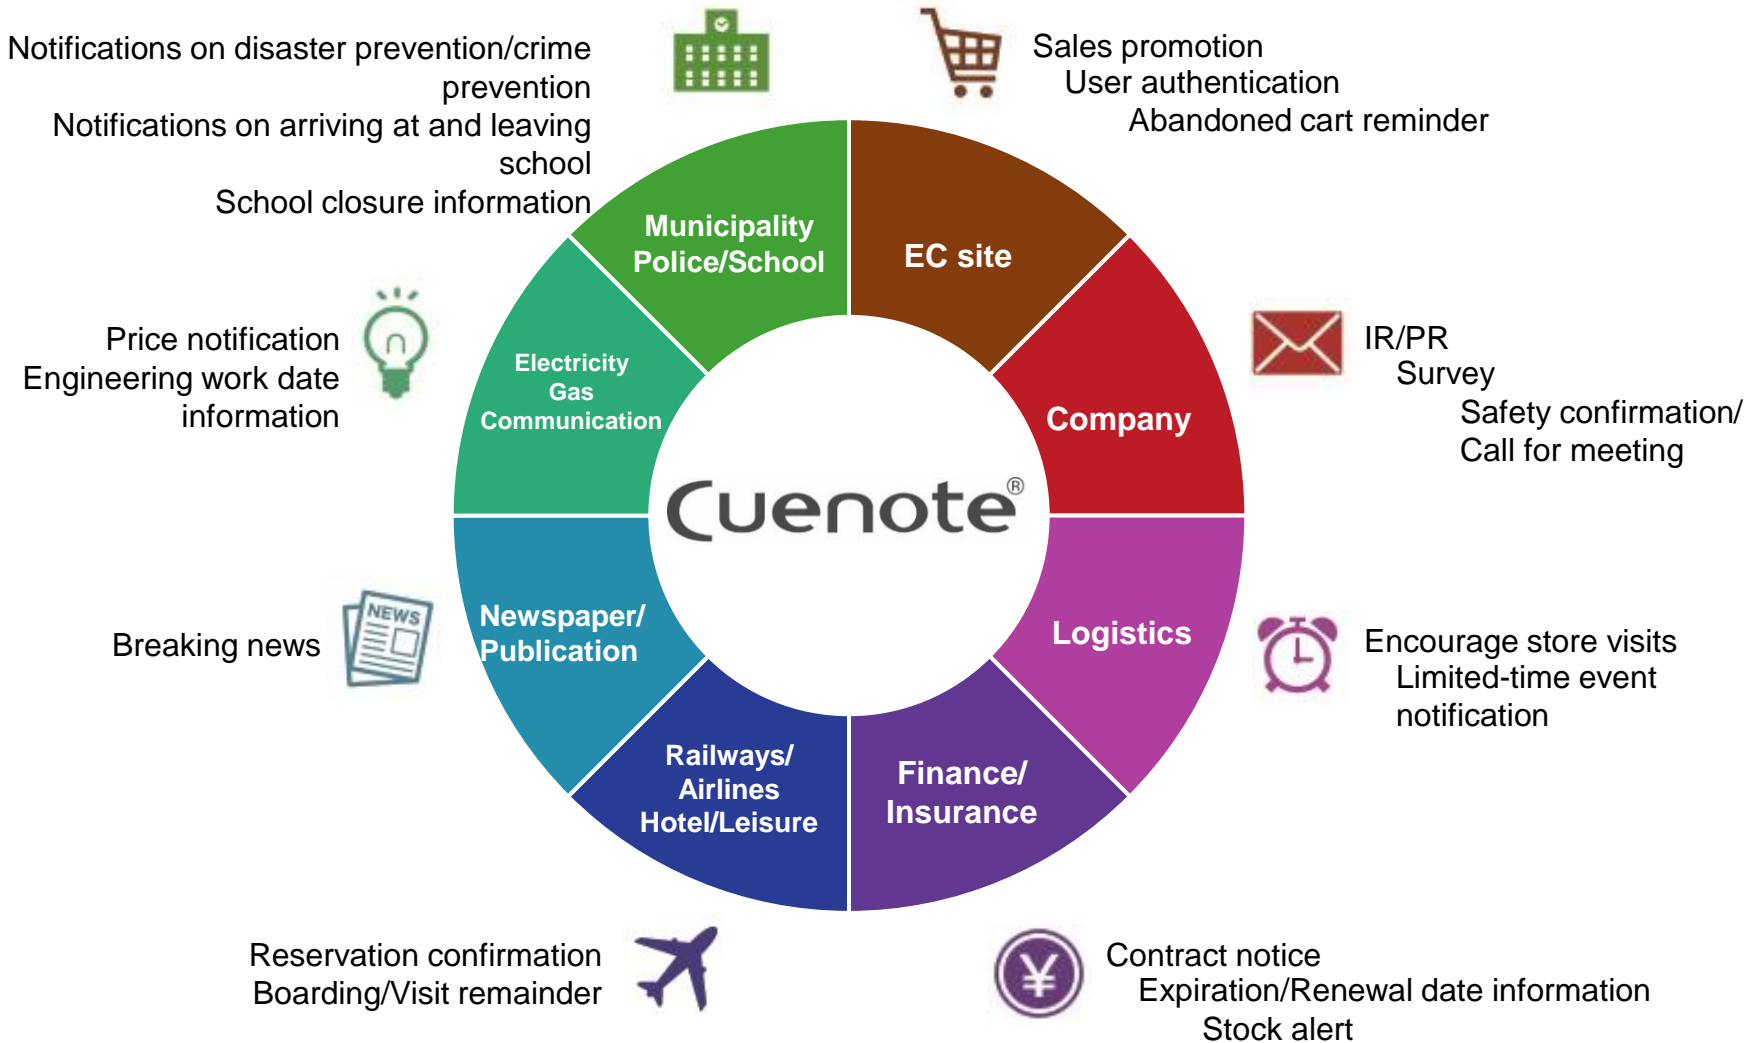 Notifications on disaster prevention/crime
prevention
Notifications on arriving at and leaving
school
School closure information
Sales promotion
User authentication
Abandoned cart reminder
Municipality
Police/School
EC site
Price notification
Engineering work date
information
Electricity
Gas
Communication
Company
IR/PR
Survey
Safety confirmation/
Call for meeting
Cuenote®
Breaking news
NEWS
Newspaper/
Publication
Logistics
Encourage store visits
Limited-time event
notification
Railways/
Airlines
Hotel/Leisure
Finance/
Insurance
Reservation confirmation
Boarding/Visit remainder
¥
Contract notice
Expiration/Renewal date information
Stock alert